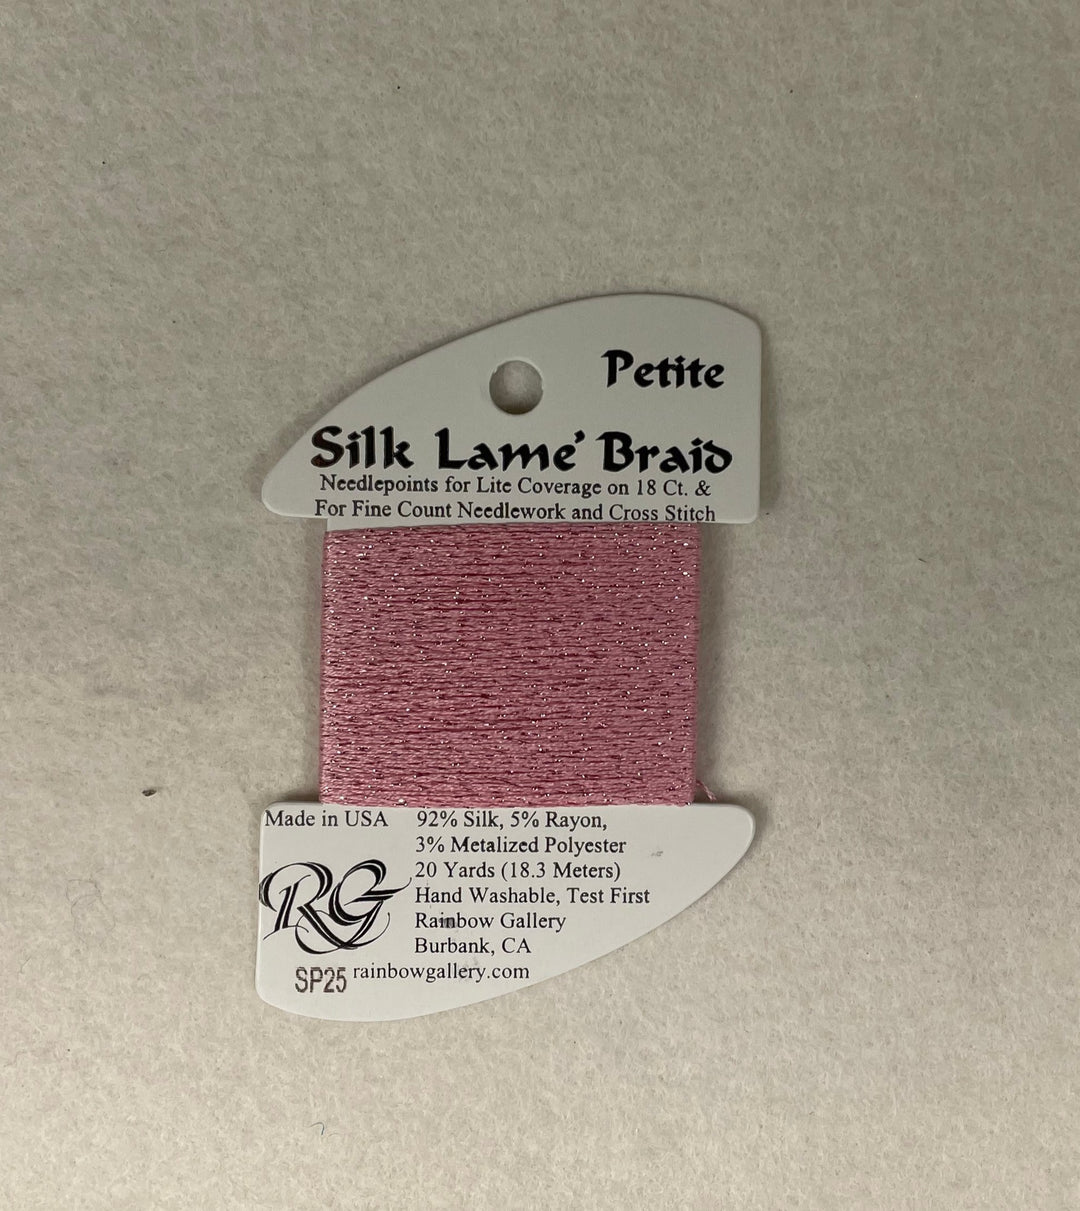 Petite
Silk Lame' Braid
Needlepoints for Lite Coverage on 18 Ct. &
For Fine Count Needlework and Cross Stitch
Made in USA
92% Silk, 5% Rayon,
3% Metalized Polyester
20 Yards (18.3 Meters)
Hand Washable, Test First
Rainbow Gallery
Burbank, CA
RG
SP25 rainbowgallery.com